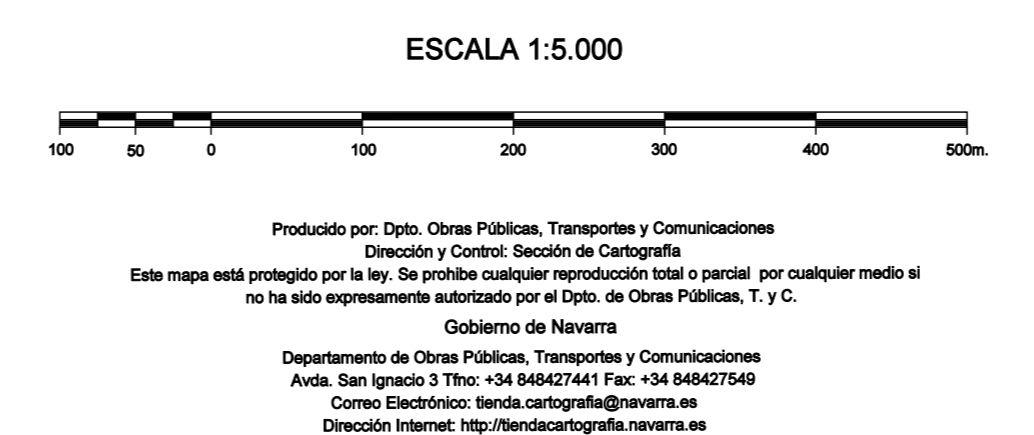 ESCALA 1:5.000
100 50 0 100 200 300 400 500m.
Producido por: Dpto. Obras Públicas, Transportes y Comunicaciones
Dirección y Control: Sección de Cartografía
Este mapa está protegido por la ley. Se prohibe cualquier reproducción total o parcial por cualquier medio si
no ha sido expresamente autorizado por el Dpto. de Obras Públicas, T. y C.
Gobierno de Navarra
Departamento de Obras Públicas, Transportes y Comunicaciones
Avda. San Ignacio 3 Tfno: +34 848427441 Fax: +34 848427549
Correo Electrónico: tienda.cartografia@navarra.es
Dirección Internet: http://tiendacartografia.navarra.es